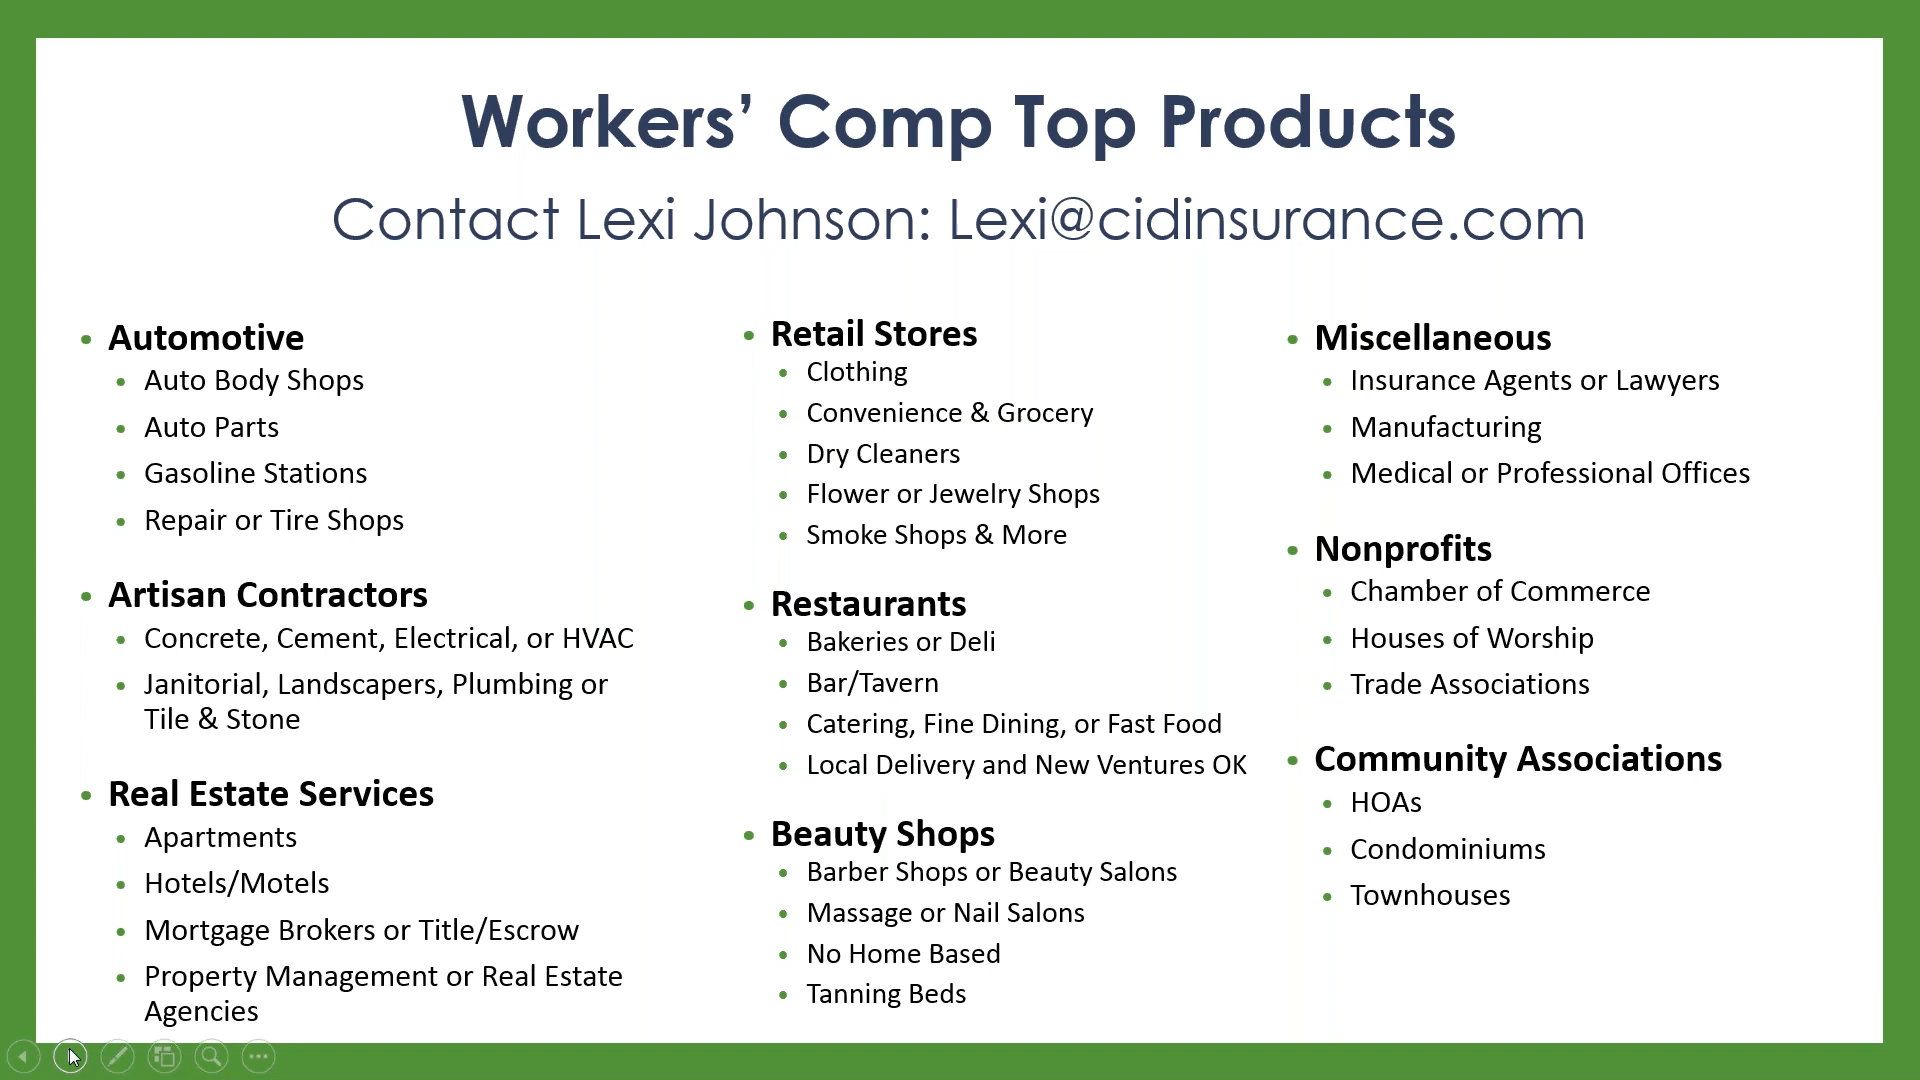 Workers’ Comp Top Products
Contact Lexi Johnson: Lexi@cidinsurance.com
• Automotive
• Auto Body Shops
• Auto Parts
• Gasoline Stations
• Repair or Tire Shops
• Artisan Contractors
• Concrete, Cement, Electrical, or HVAC
• Janitorial, Landscapers, Plumbing or
Tile & Stone
• Real Estate Services
• Apartments
• Hotels/Motels
• Mortgage Brokers or Title/Escrow
• Property Management or Real Estate
Agencies
• Retail Stores
• Clothing
• Convenience & Grocery
• Dry Cleaners
• Flower or Jewelry Shops
• Smoke Shops & More
• Restaurants
• Bakeries or Deli
• Bar/Tavern
• Catering, Fine Dining, or Fast Food
• Local Delivery and New Ventures OK
• Beauty Shops
• Barber Shops or Beauty Salons
• Massage or Nail Salons
• No Home Based
• Tanning Beds
• Miscellaneous
• Insurance Agents or Lawyers
• Manufacturing
• Medical or Professional Offices
• Nonprofits
• Chamber of Commerce
• Houses of Worship
• Trade Associations
• Community Associations
• HOAs
• Condominiums
• Townhouses